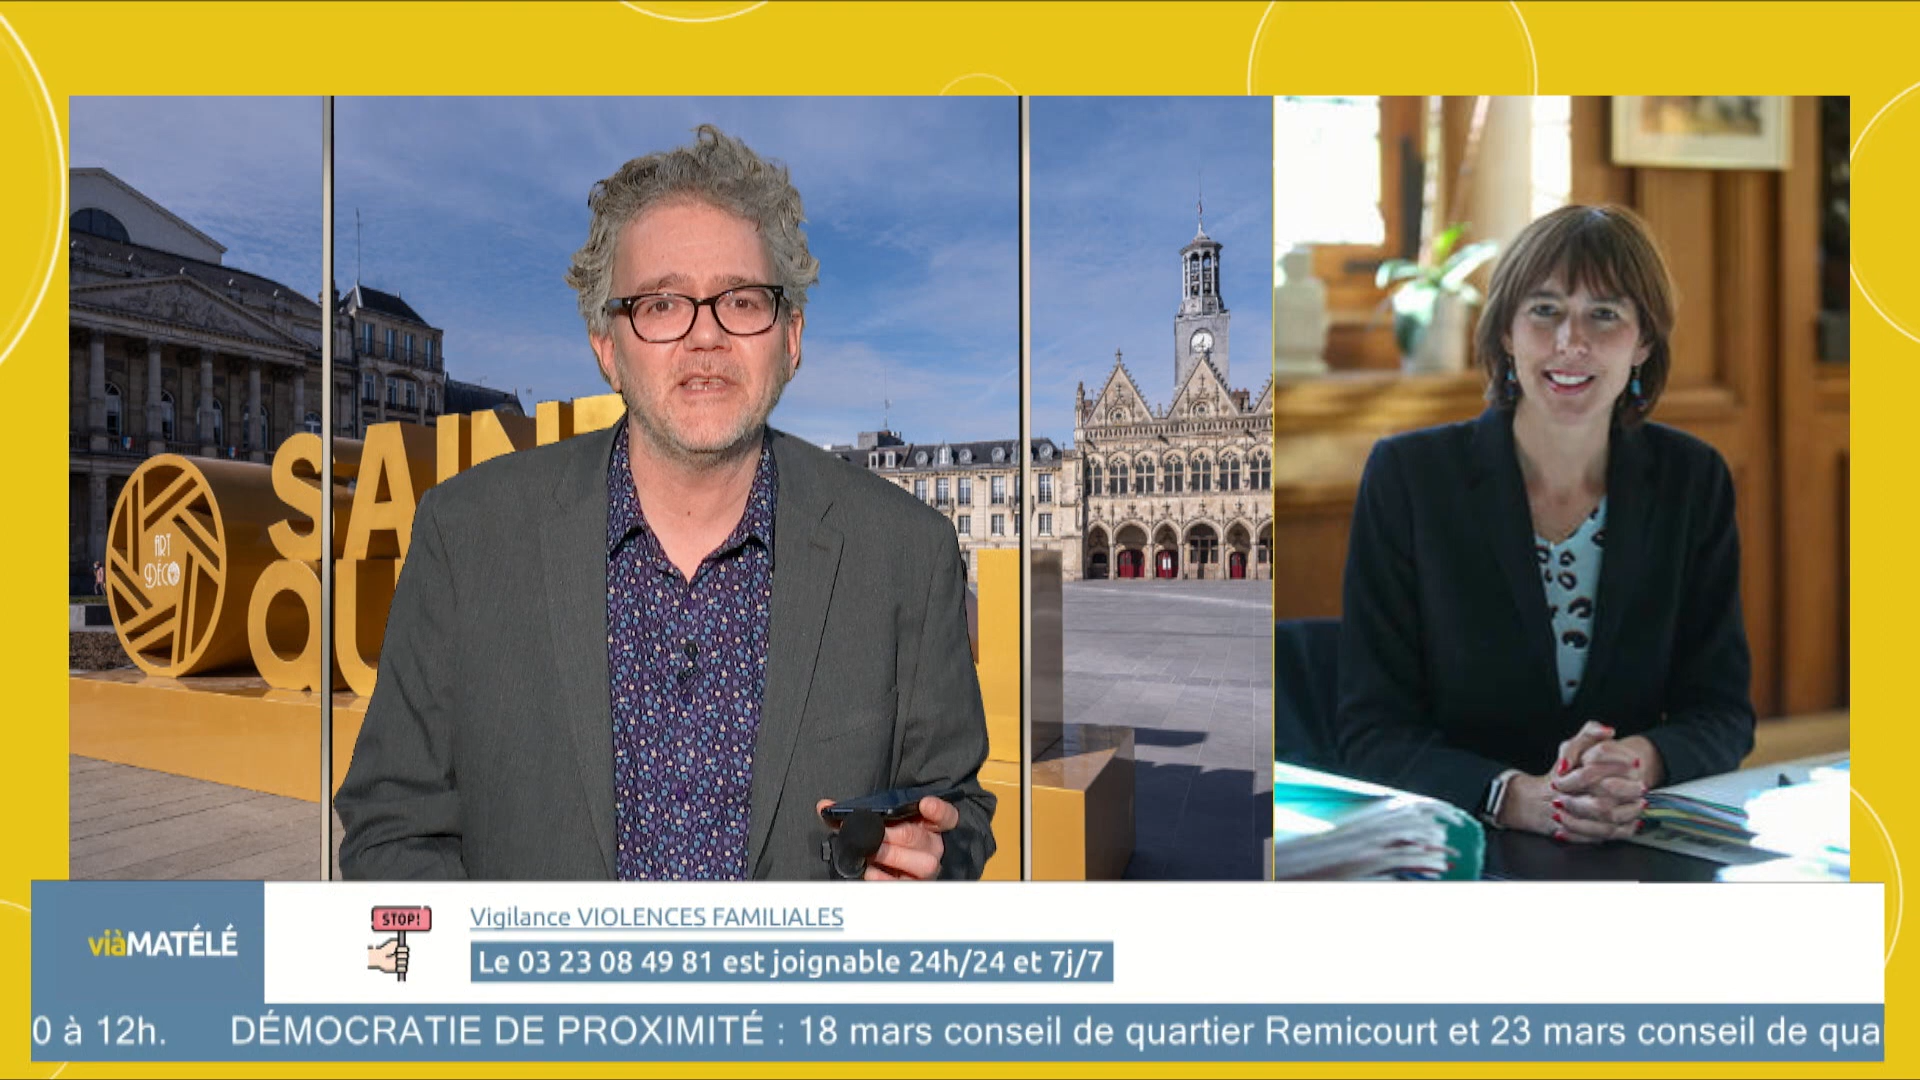 SAINT
QU
ART
DÉCO
STOP!
Vigilance VIOLENCES FAMILIALES
viàMATÉLÉ
Le 03 23 08 49 81 est joignable 24h/24 et 7j/7
0 à 12h. DÉMOCRATIE DE PROXIMITÉ : 18 mars conseil de quartier Remicourt et 23 mars conseil de qua